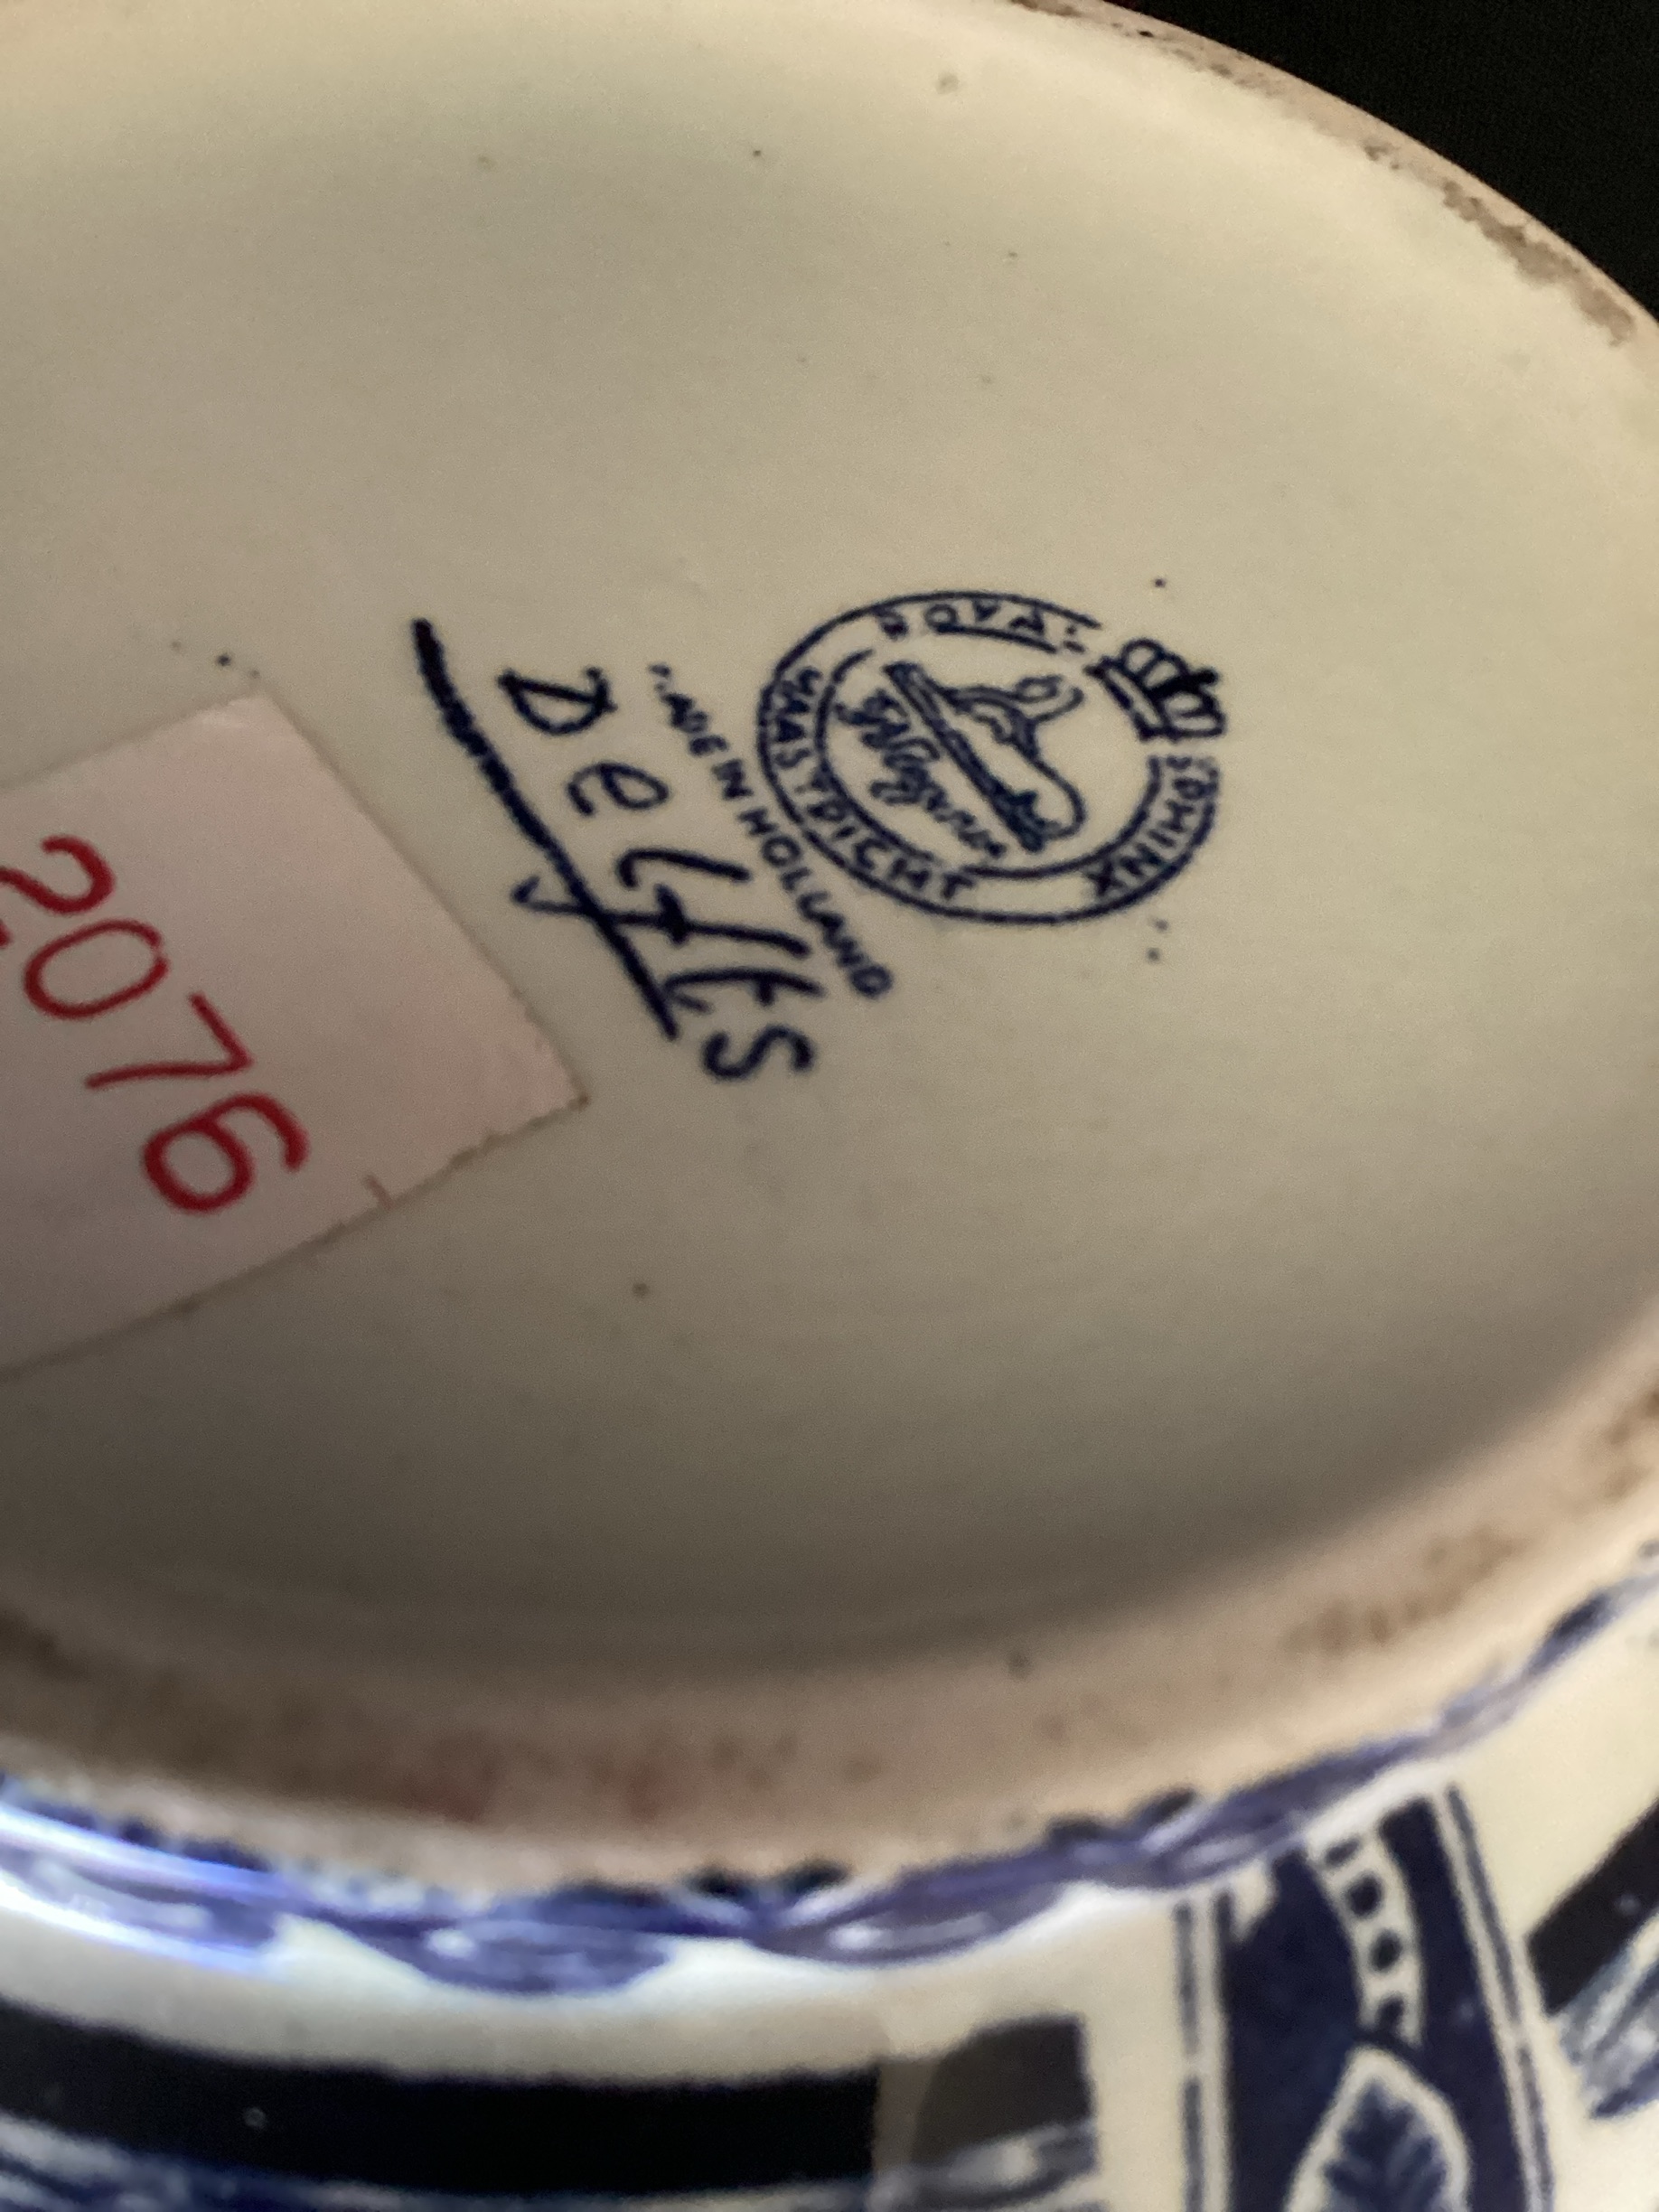 ROYAL SPHINX
MAASTRICHT
MADE IN HOLLAND
Delfts
2076